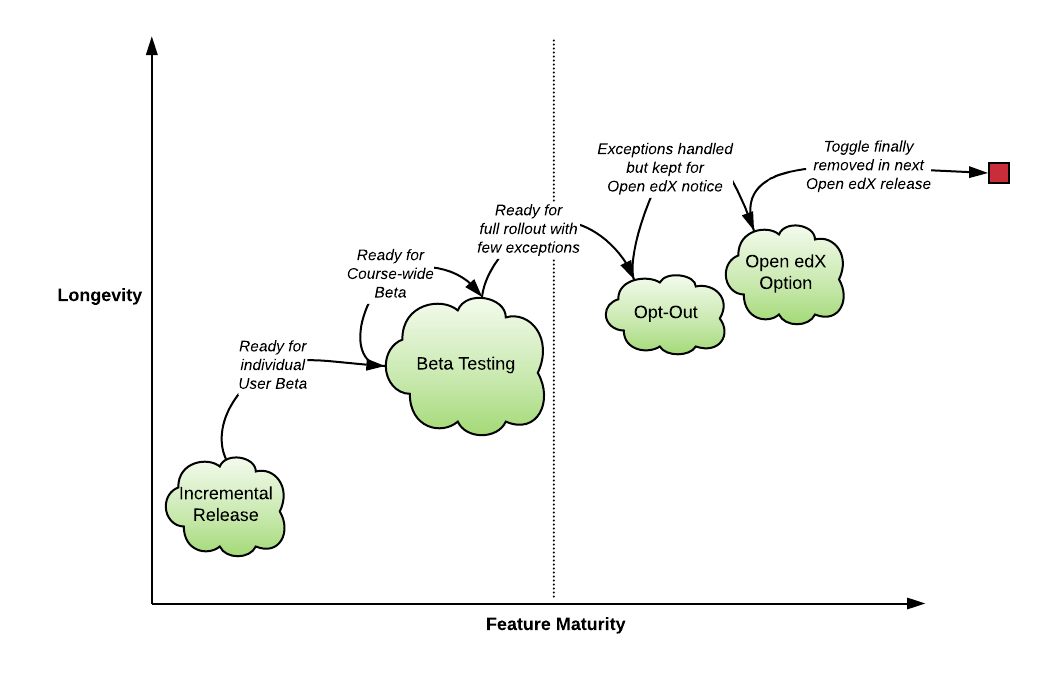 Exceptions handled
but kept for
Open edX notice
Toggle finally
removed in next
Open edX release
Ready for
full rollout with
few exceptions
Ready for
Course-wide
Beta
Open edX
Option
Longevity
Opt-Out
Ready for
individual
User Beta
Beta Testing
Incremental
Release
Feature Maturity